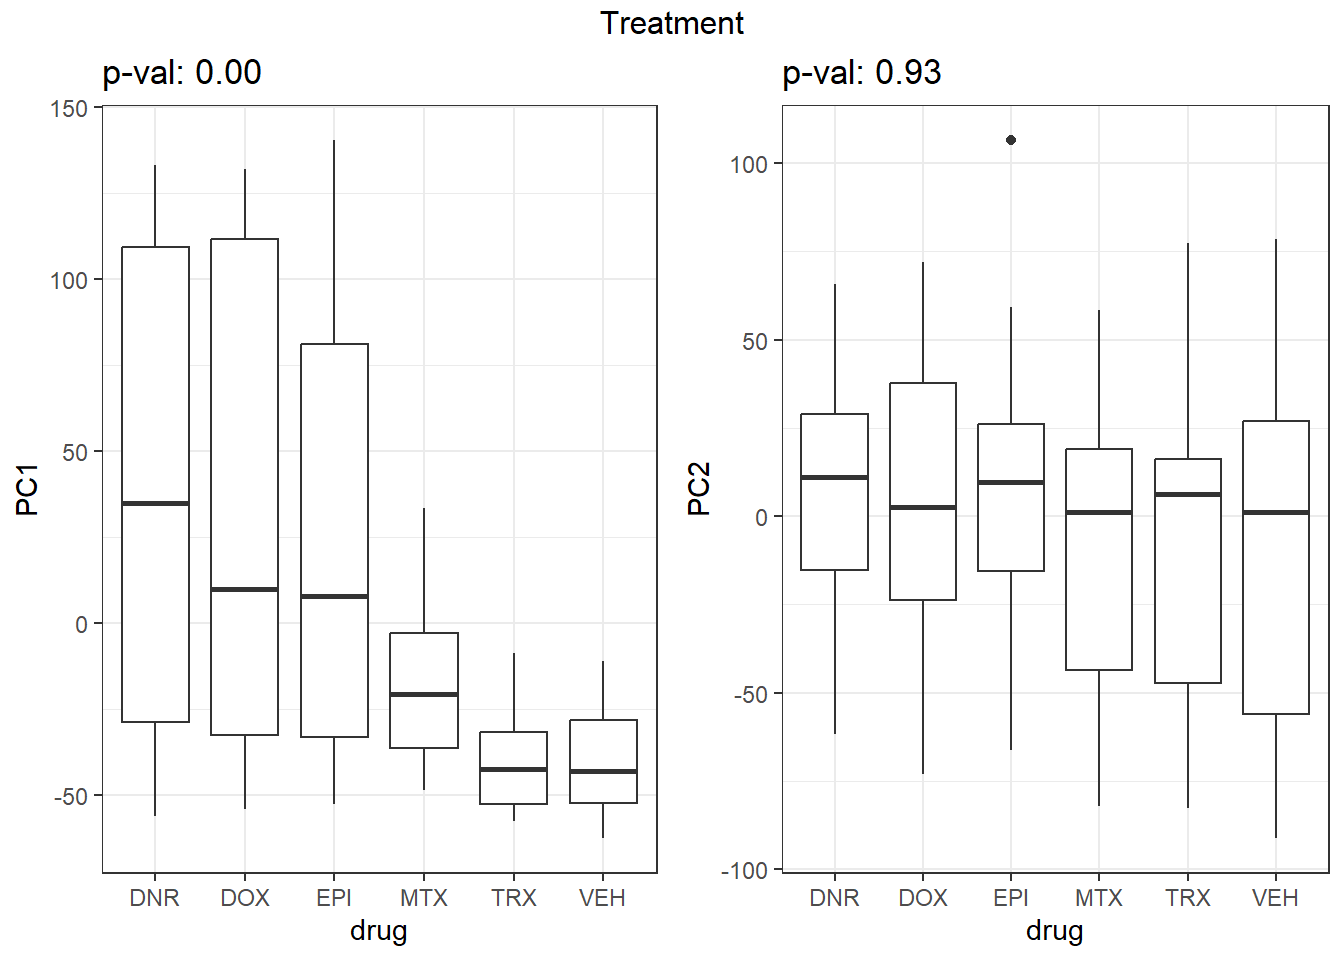 Treatment
p-val: 0.00
150
100
50
0
-50
PC1
DNR DOX EPI MTX TRX VEH
drug
p-val: 0.93
100
50
0
-50
-100
PC2
DNR DOX EPI MTX TRX VEH
drug